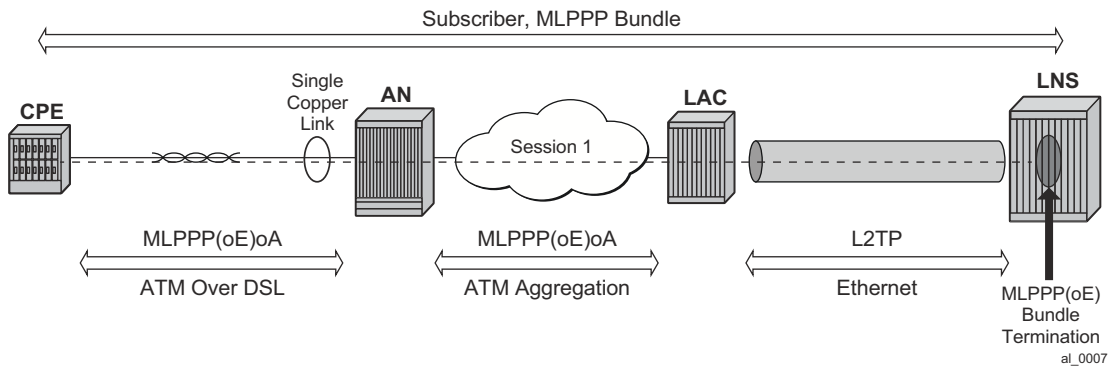 Subscriber, MLPPP Bundle
CPE
Single
Copper
Link
AN
Session 1
LAC
LNS
MLPPP(oE)oA
ATM Over DSL
MLPPP(oE)oA
ATM Aggregation
L2TP
Ethernet
MLPPP(oE)
Bundle
Termination
al_0007